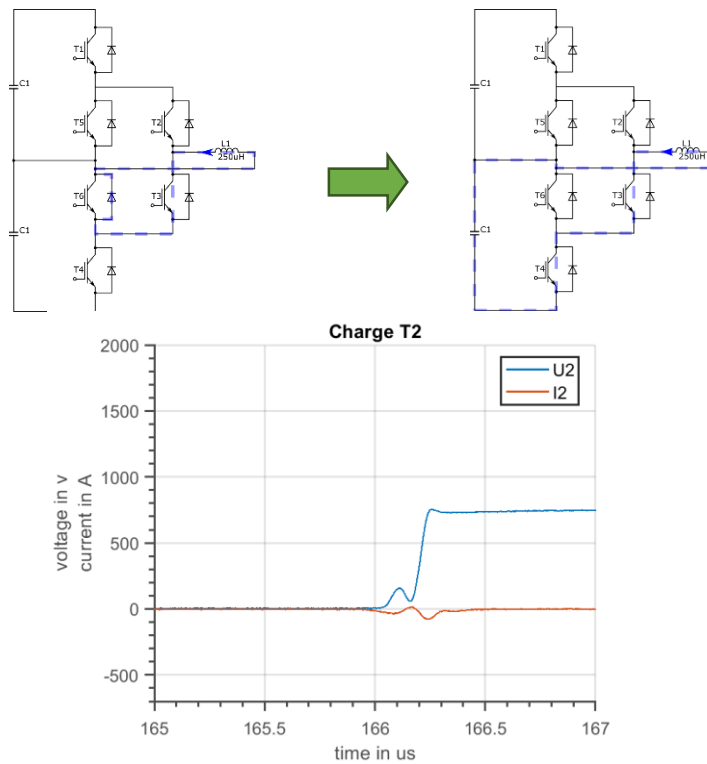 T1
C1
T5
T2
L1
250uH
T6
T3
C1
T4
T1
C1
T5
T2
L1
250uH
T6
T3
C1
T4
Charge T2
U2
I2
2000
1500
1000
500
0
-500
voltage in v
current in A
165
165.5
166
166.5
167
time in us